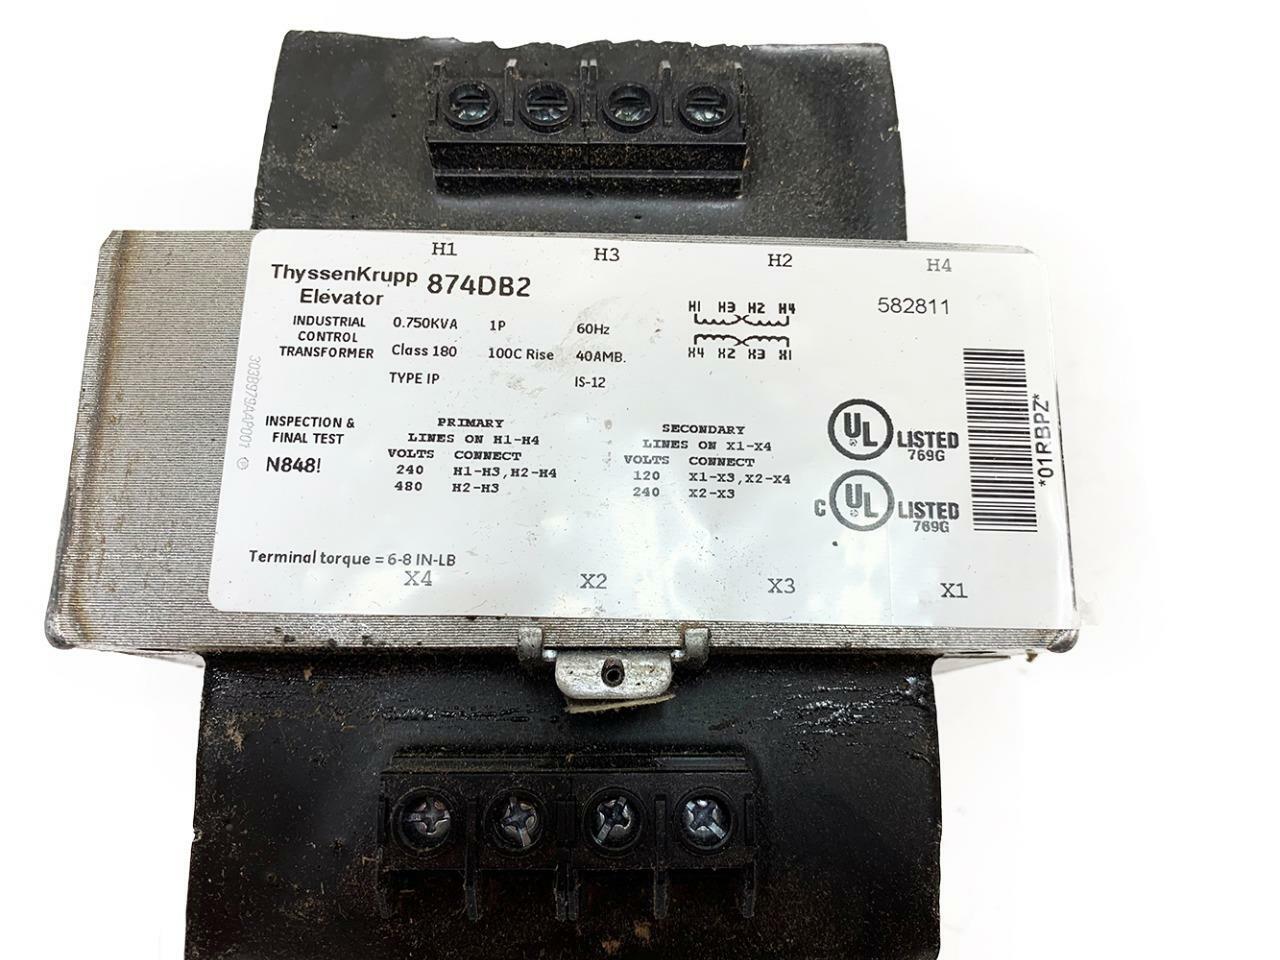 H1 H3 H2 H4
ThyssenKrupp 874DB2
Elevator
582811
INDUSTRIAL 0.750KVA 1P 60Hz
CONTROL
TRANSFORMER Class 180 100C Rise 40AMB.
TYPE IP IS-12
H1 H3 H2 H4
X4 X2 X3 X1
303B979AAP001
INSPECTION &
FINAL TEST
N848!
PRIMARY
LINES ON H1-H4
VOLTS CONNECT
240 H1-H3,H2-H4
480 H2-H3
SECONDARY
LINES ON X1-X4
VOLTS CONNECT
120 X1-X3,X2-X4
240 X2-X3
UL LISTED
769G
C UL LISTED
769G
*01RBPZ*
Terminal torque = 6-8 IN-LB
X4 X2 X3 X1